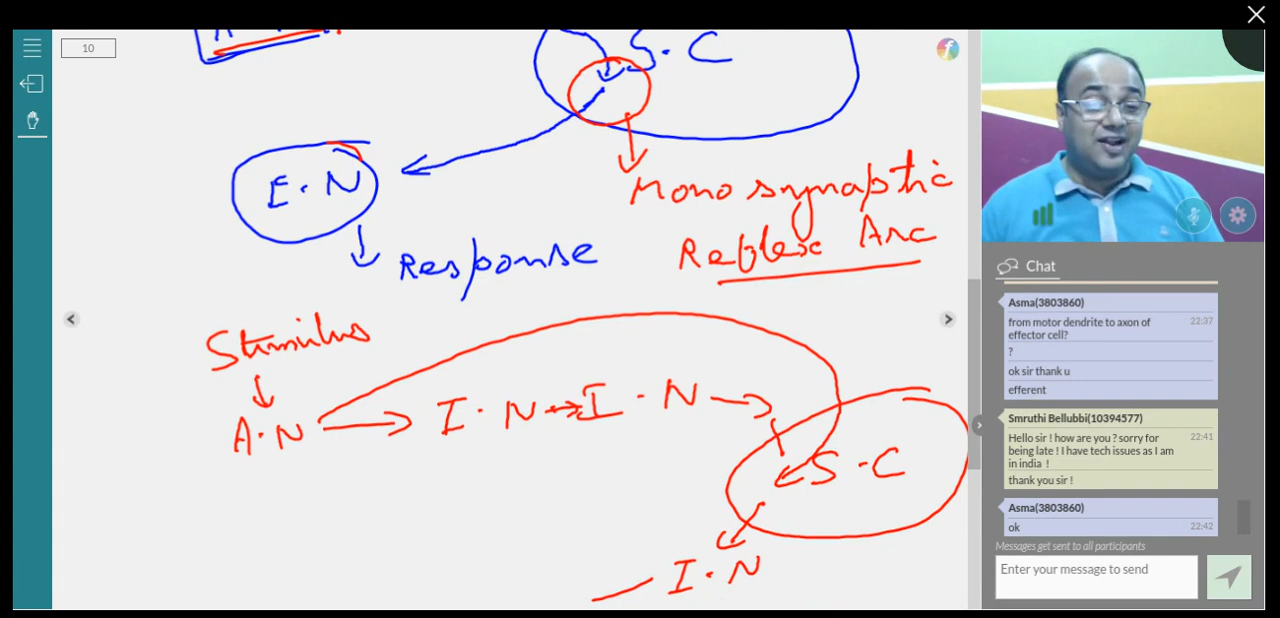 10
S.C
E.N
Mono synaptic
Reflex Arc
Response
Stimulus
A.N → I.N → I.N →
S.C
I.N
Chat
Asma(3803860)
from motor dendrite to axon of effector cell?
22:37
?
ok sir thank u
efferent
Smruthi Bellubbi(10394577)
Hello sir ! how are you ? sorry for being late ! I have tech issues as I am in india !
22:41
thank you sir !
Asma(3803860)
ok
22:42
Messages get sent to all participants
Enter your message to send